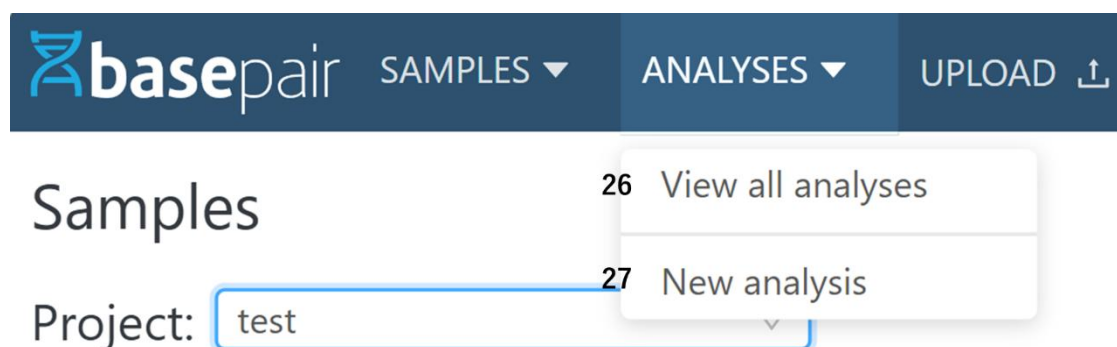 basepair SAMPLES ANALYSES UPLOAD
Samples
26 View all analyses
27 New analysis
Project: test